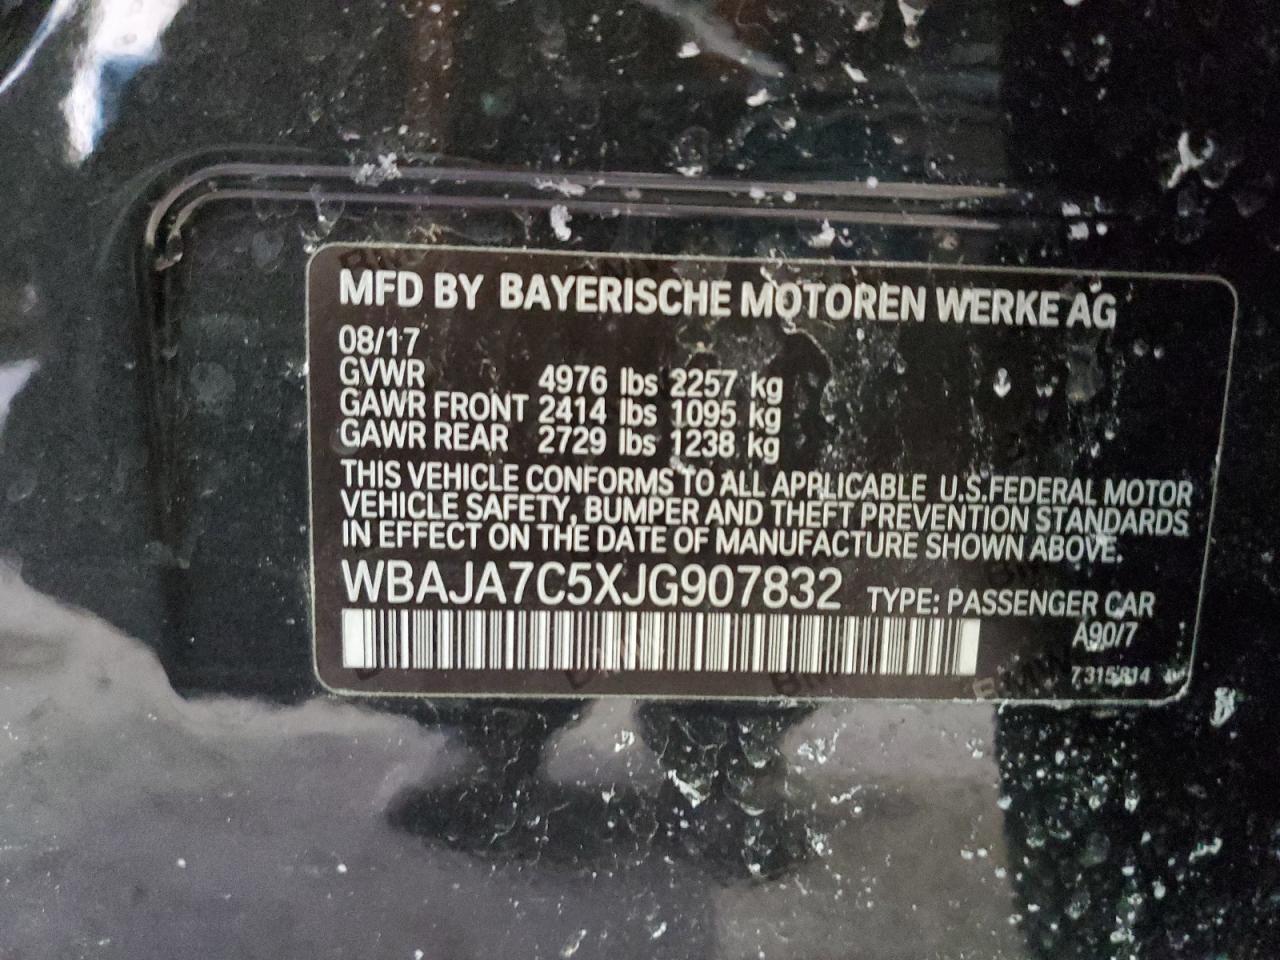 MFD BY BAYERISCHE MOTOREN WERKE AG
08/17
GVWR 4976 lbs 2257 kg
GAWR FRONT 2414 lbs 1095 kg
GAWR REAR 2729 lbs 1238 kg
THIS VEHICLE CONFORMS TO ALL APPLICABLE U.S.FEDERAL MOTOR
VEHICLE SAFETY, BUMPER AND THEFT PREVENTION STANDARDS
IN EFFECT ON THE DATE OF MANUFACTURE SHOWN ABOVE.
WBAJA7C5XJG907832 TYPE: PASSENGER CAR
A90/7
7315814